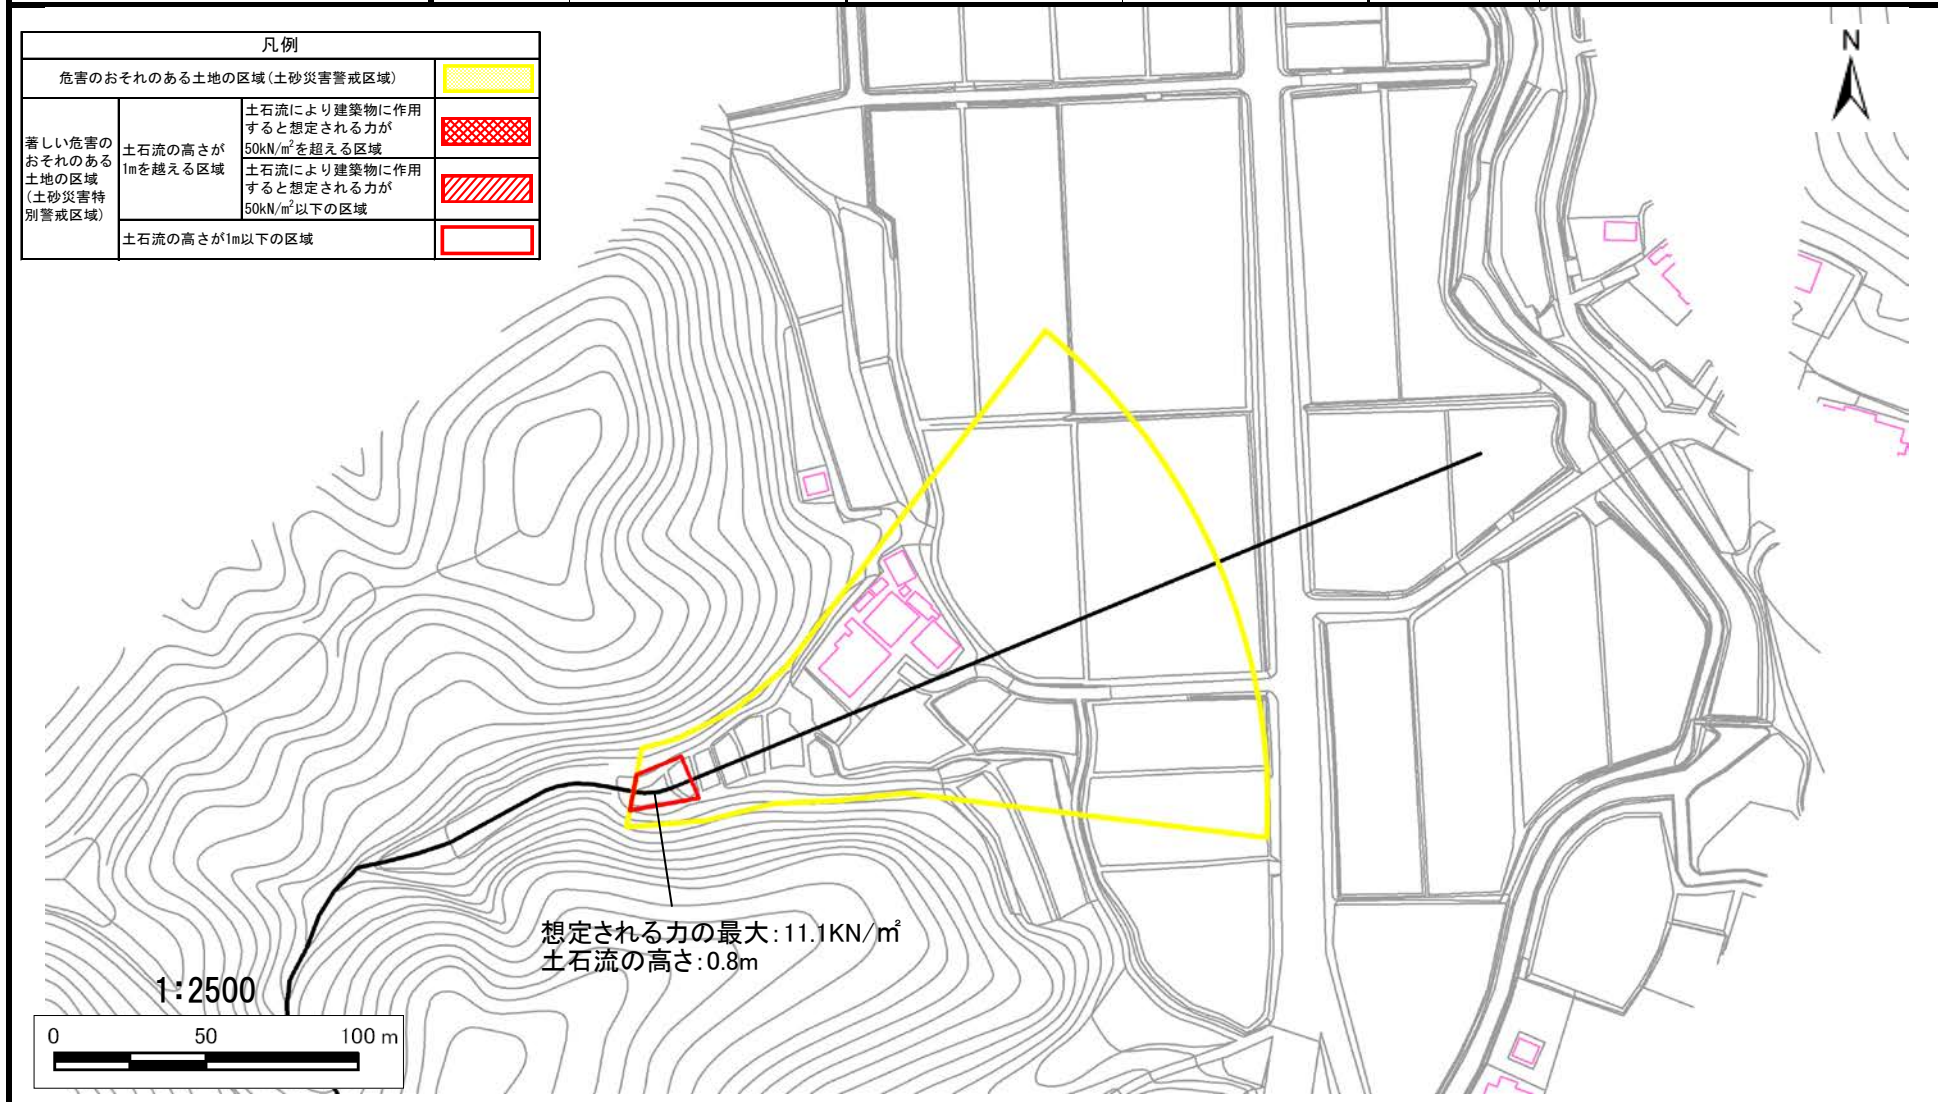 凡例
危害のおそれのある土地の区域(土砂災害警戒区域)
著しい危害の
おそれのある
土地の区域
(土砂災害特
別警戒区域)
土石流の高さが
1mを越える区域
土石流により建築物に作用
すると想定される力が
50kN/m²を超える区域
土石流により建築物に作用
すると想定される力が
50kN/m²以下の区域
土石流の高さが1m以下の区域
N
想定される力の最大:11.1KN/㎡
土石流の高さ:0.8m
1:2500
0 50 100 m